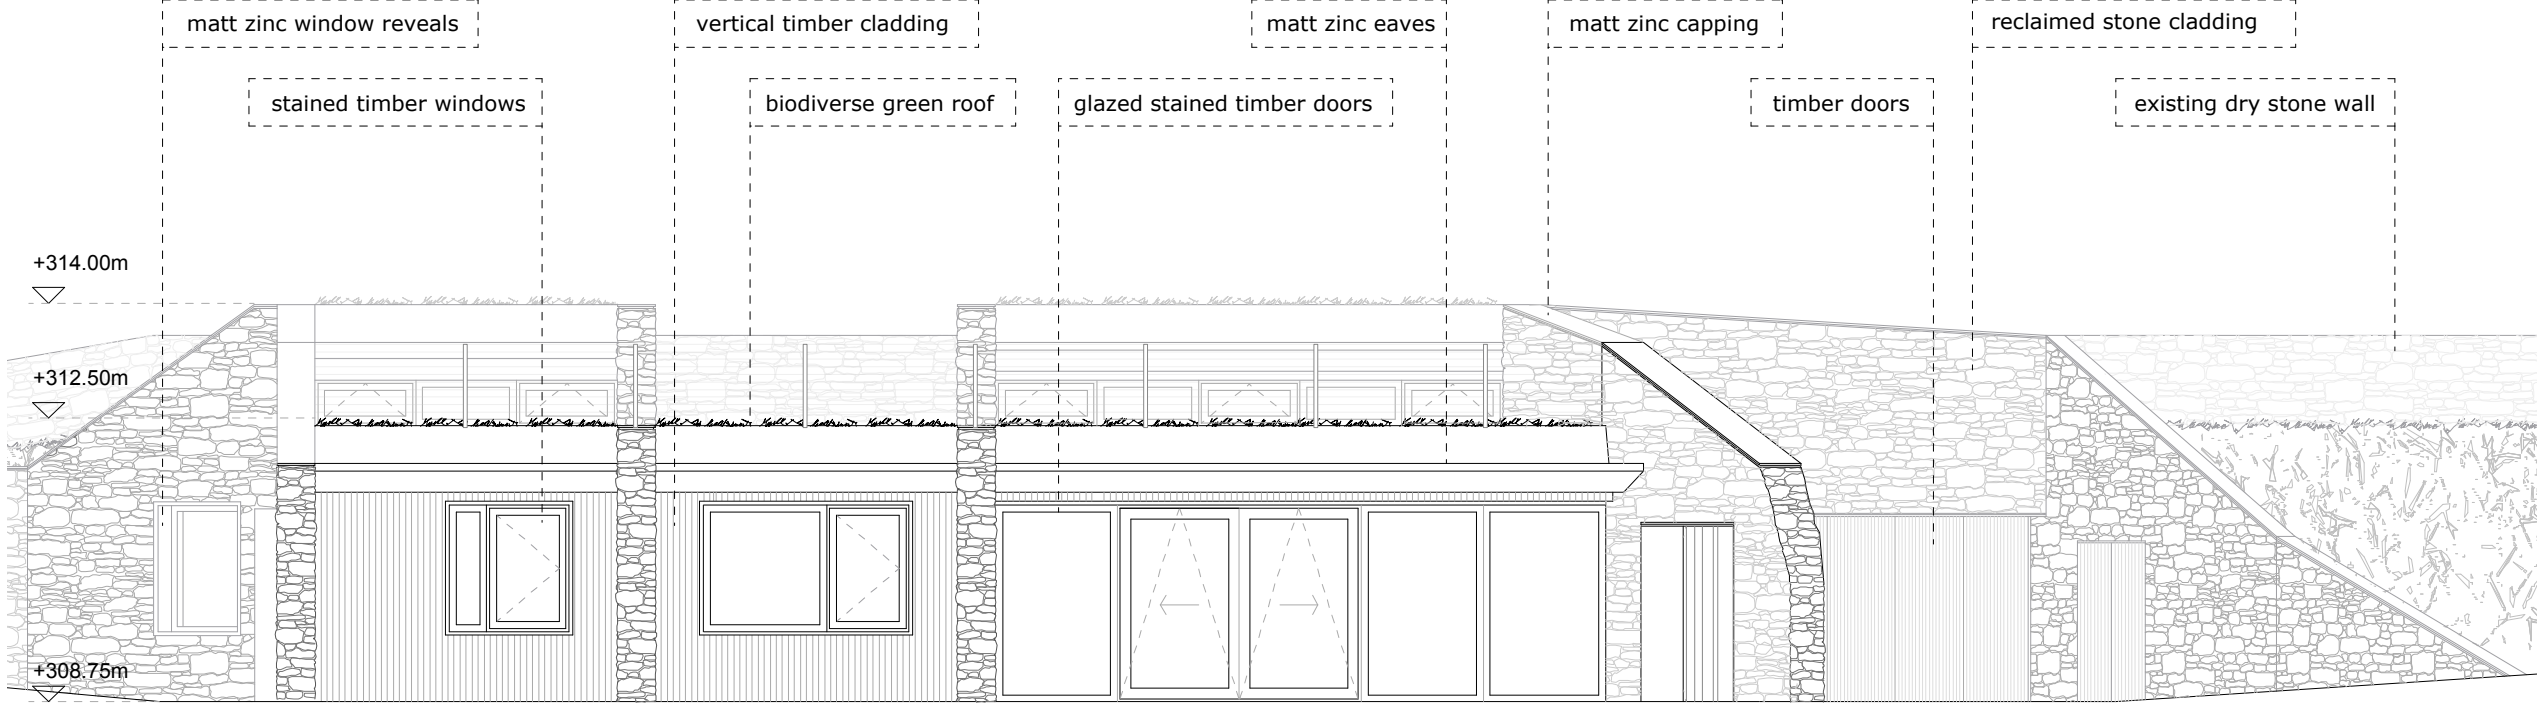 matt zinc window reveals
vertical timber cladding
matt zinc eaves
matt zinc capping
reclaimed stone cladding
stained timber windows
biodiverse green roof
glazed stained timber doors
timber doors
existing dry stone wall
+314.00m
+312.50m
+308.75m